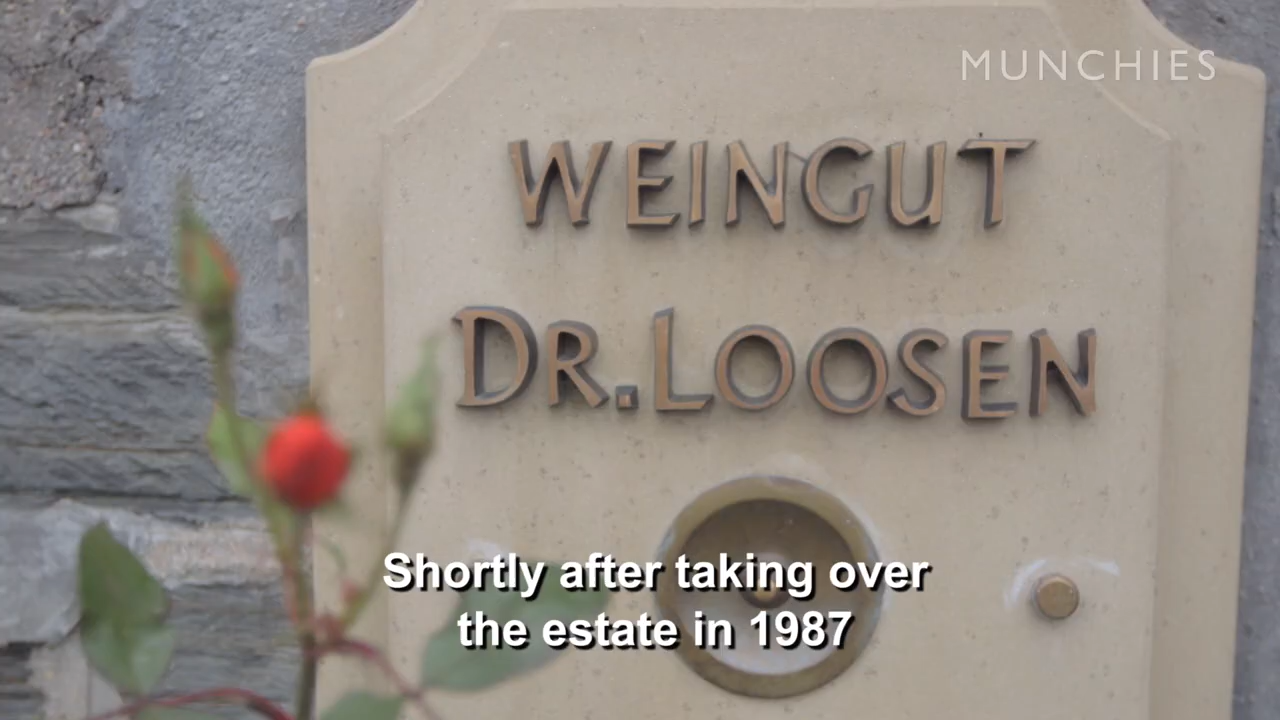 MUNCHIES
WEINGUT
DR. LOOSEN
Shortly after taking over
the estate in 1987